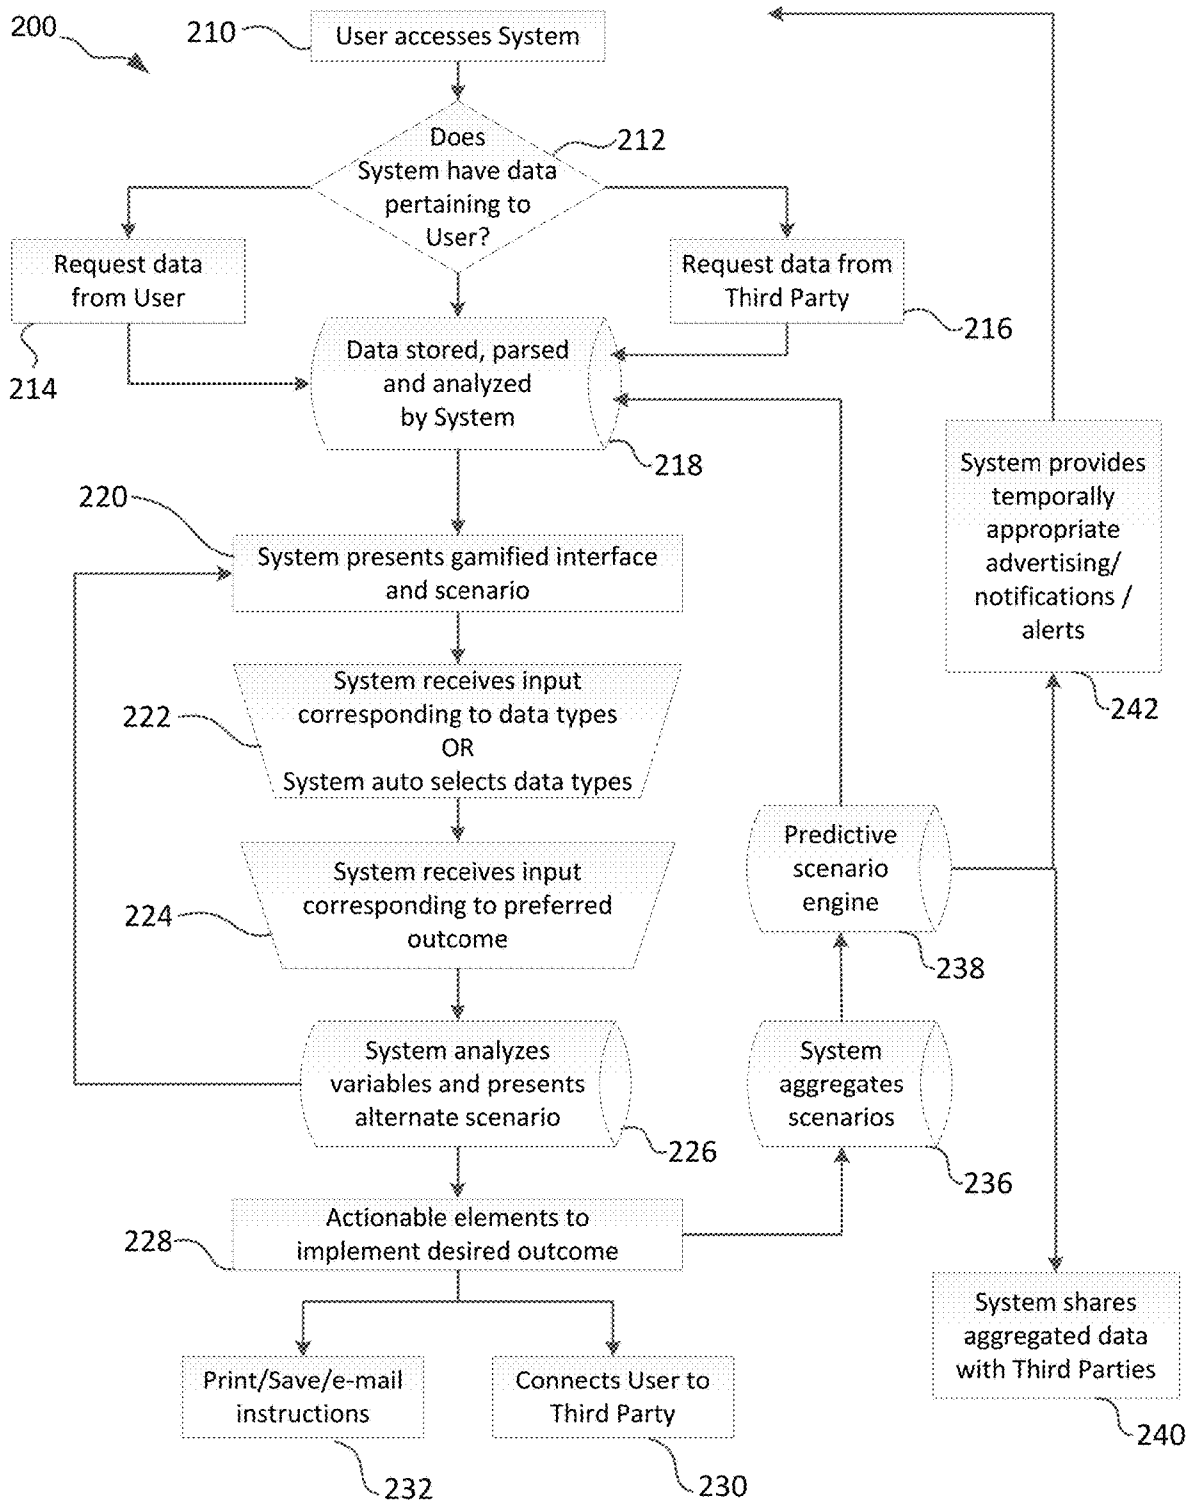 200
210
User accesses System
Does
System have data
pertaining to
User?
212
Request data
from User
214
Request data from
Third Party
216
Data stored, parsed
and analyzed
by System
218
220
System presents gamified interface
and scenario
222
System receives input
corresponding to data types
OR
System auto selects data types
224
System receives input
corresponding to preferred
outcome
System analyzes
variables and presents
alternate scenario
226
228
Actionable elements to
implement desired outcome
Print/Save/e-mail
instructions
232
Connects User to
Third Party
230
System
aggregates
scenarios
236
Predictive
scenario
engine
238
System provides
temporally
appropriate
advertising/
notifications /
alerts
242
System shares
aggregated data
with Third Parties
240